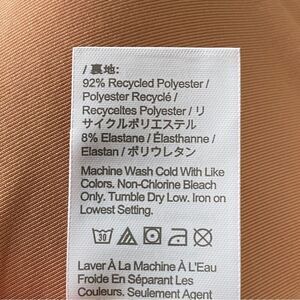 / 裏地:
92% Recycled Polyester /
Polyester Recyclé /
Recyceltes Polyester / リ
サイクルポリエステル
8% Elastane / Élasthanne /
Elastan / ポリウレタン
Machine Wash Cold With Like
Colors. Non-Chlorine Bleach
Only. Tumble Dry Low. Iron on
Lowest Setting.
30
Laver À La Machine À L'Eau
Froide En Séparant Les
Couleurs. Seulement Agent